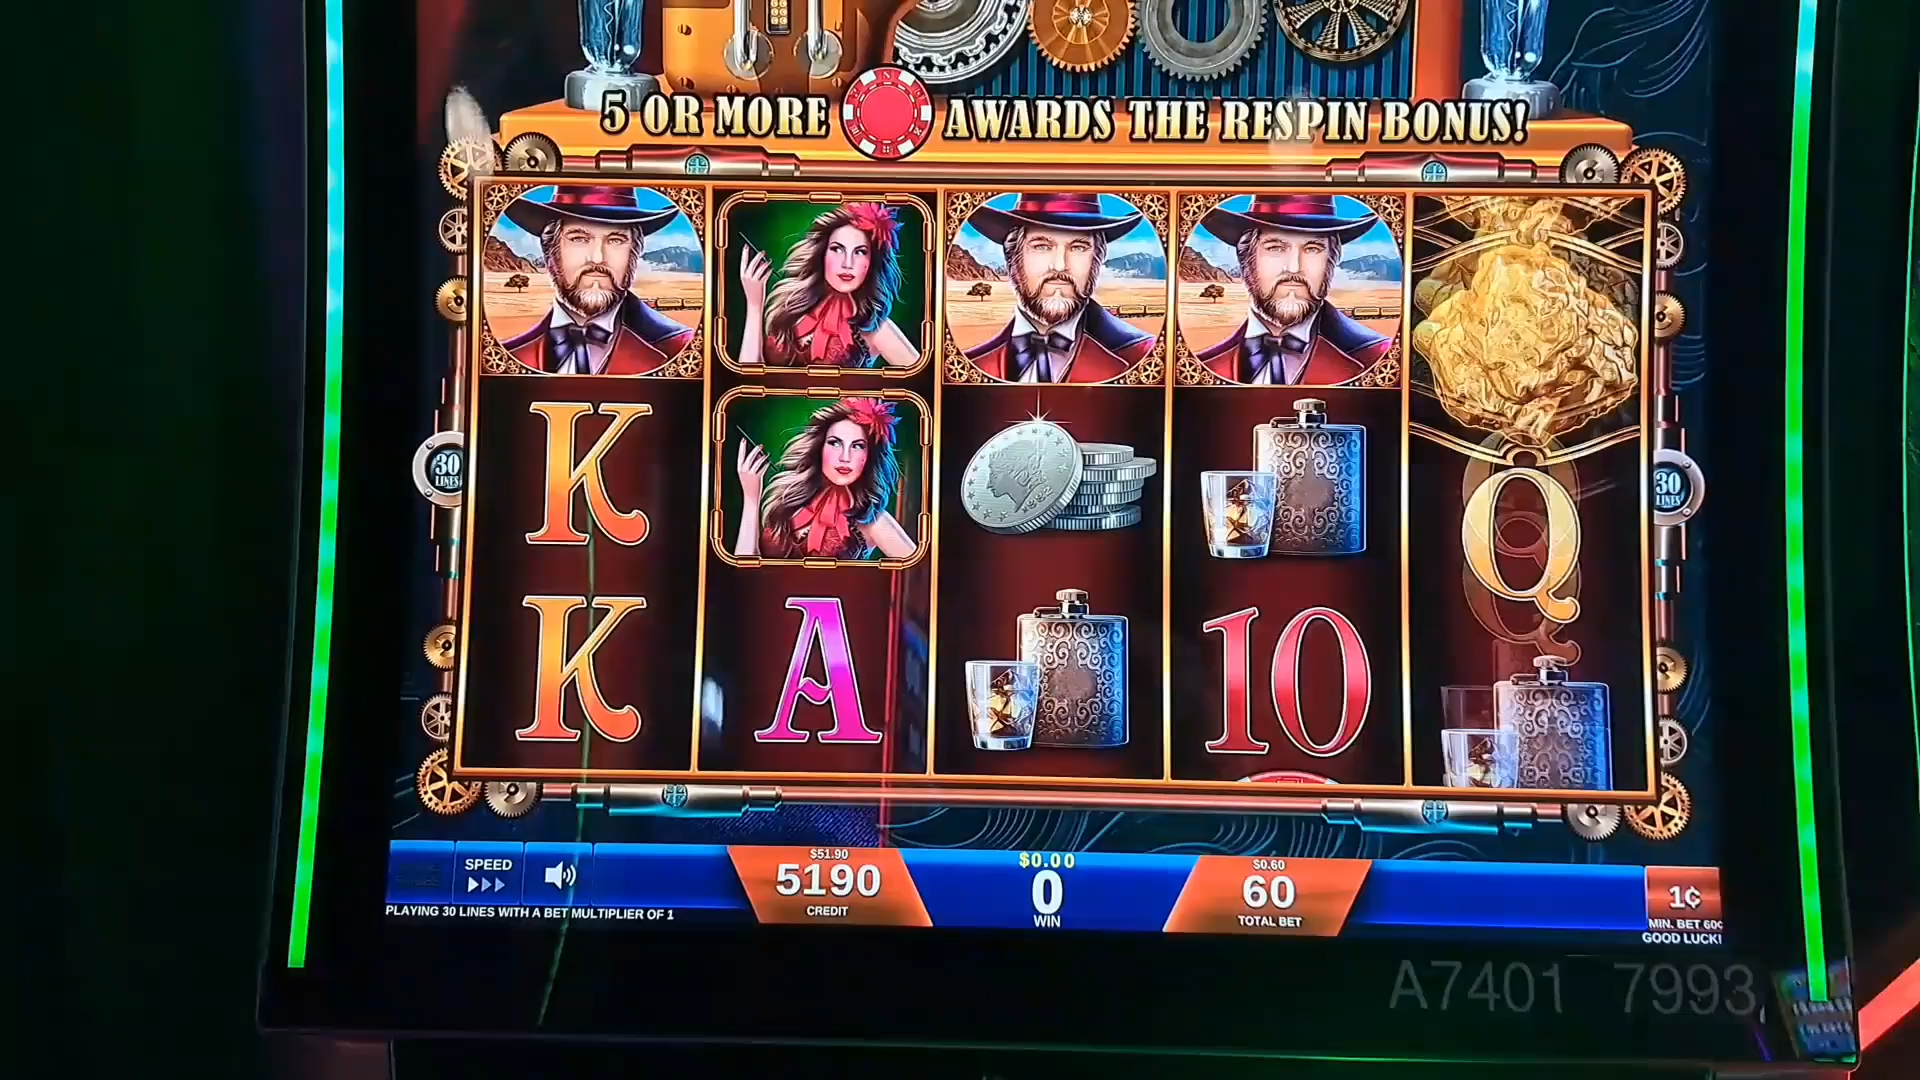 5 OR MORE AWARDS THE RESPIN BONUS!
30
LINES
30
LINES
K
Q
K
A
10
SPEED
$51.90
5190
CREDIT
$0.00
0
WIN
$0.60
60
TOTAL BET
1¢
MIN. BET 60¢
GOOD LUCK!
PLAYING 30 LINES WITH A BET MULTIPLIER OF 1
A7401 7993